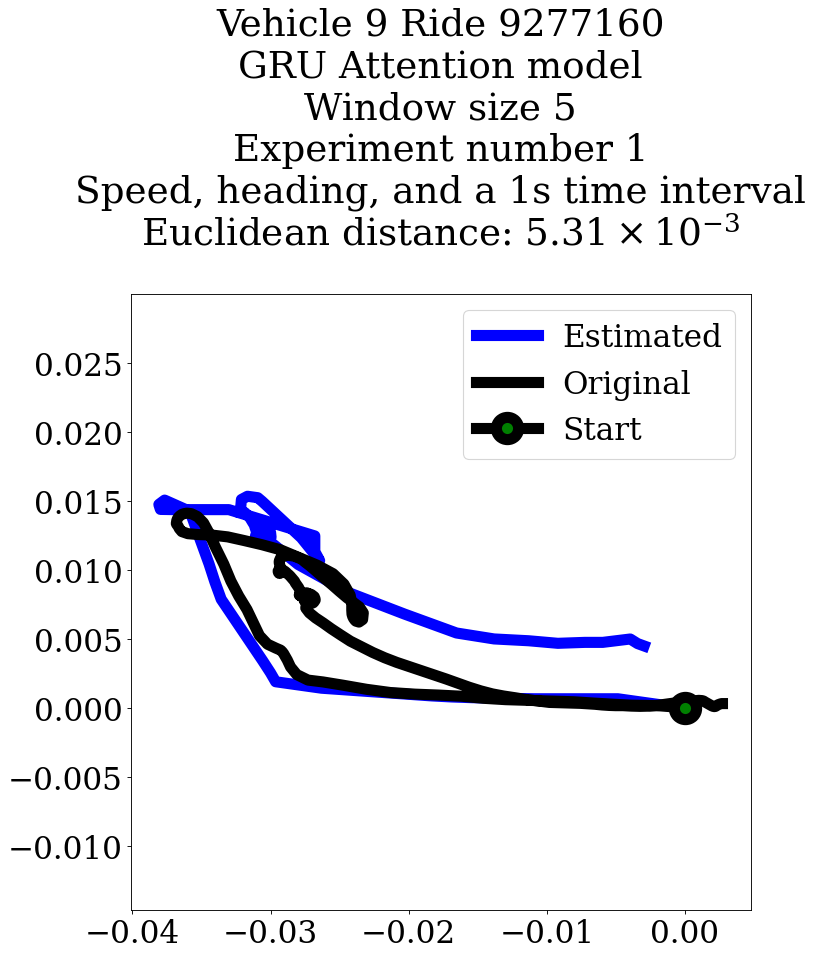 Vehicle 9 Ride 9277160
GRU Attention model
Window size 5
Experiment number 1
Speed, heading, and a 1s time interval
Euclidean distance: 5.31 × 10⁻³
Estimated
Original
Start
0.025
0.020
0.015
0.010
0.005
0.000
−0.005
−0.010
−0.04 −0.03 −0.02 −0.01 0.00